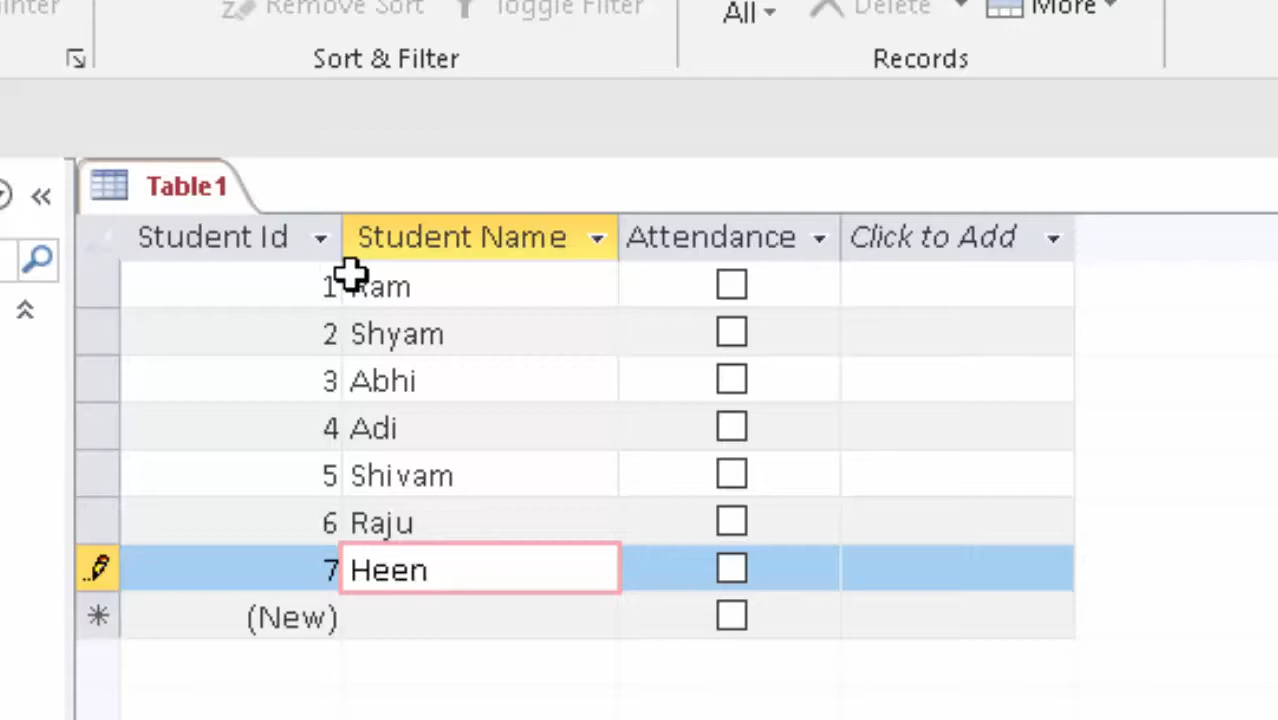 Remove Sort Toggle Filter All Delete More
Sort & Filter Records
Table1
Student Id Student Name Attendance Click to Add
1 Ram
2 Shyam
3 Abhi
4 Adi
5 Shivam
6 Raju
7 Heen
(New)